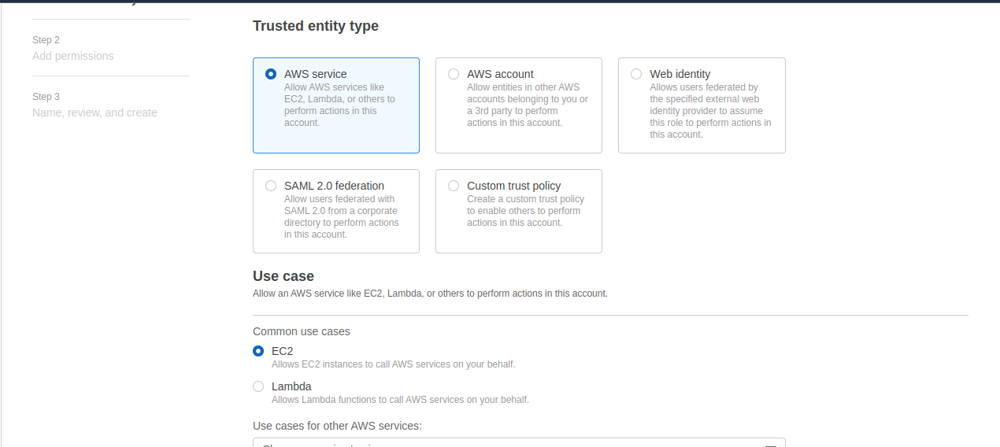 Step 2
Add permissions
Step 3
Name, review, and create
Trusted entity type
AWS service
Allow AWS services like
EC2, Lambda, or others to
perform actions in this
account.
AWS account
Allow entities in other AWS
accounts belonging to you or
a 3rd party to perform
actions in this account.
Web identity
Allows users federated by
the specified external web
identity provider to assume
this role to perform actions in
this account.
SAML 2.0 federation
Allow users federated with
SAML 2.0 from a corporate
directory to perform actions
in this account.
Custom trust policy
Create a custom trust policy
to enable others to perform
actions in this account.
Use case
Allow an AWS service like EC2, Lambda, or others to perform actions in this account.
Common use cases
EC2
Allows EC2 instances to call AWS services on your behalf.
Lambda
Allows Lambda functions to call AWS services on your behalf.
Use cases for other AWS services: